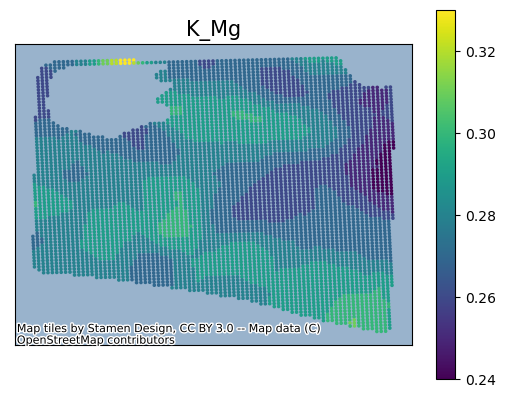 K_Mg
0.32
0.30
0.28
0.26
0.24
Map tiles by Stamen Design, CC BY 3.0 -- Map data (C)
OpenStreetMap contributors